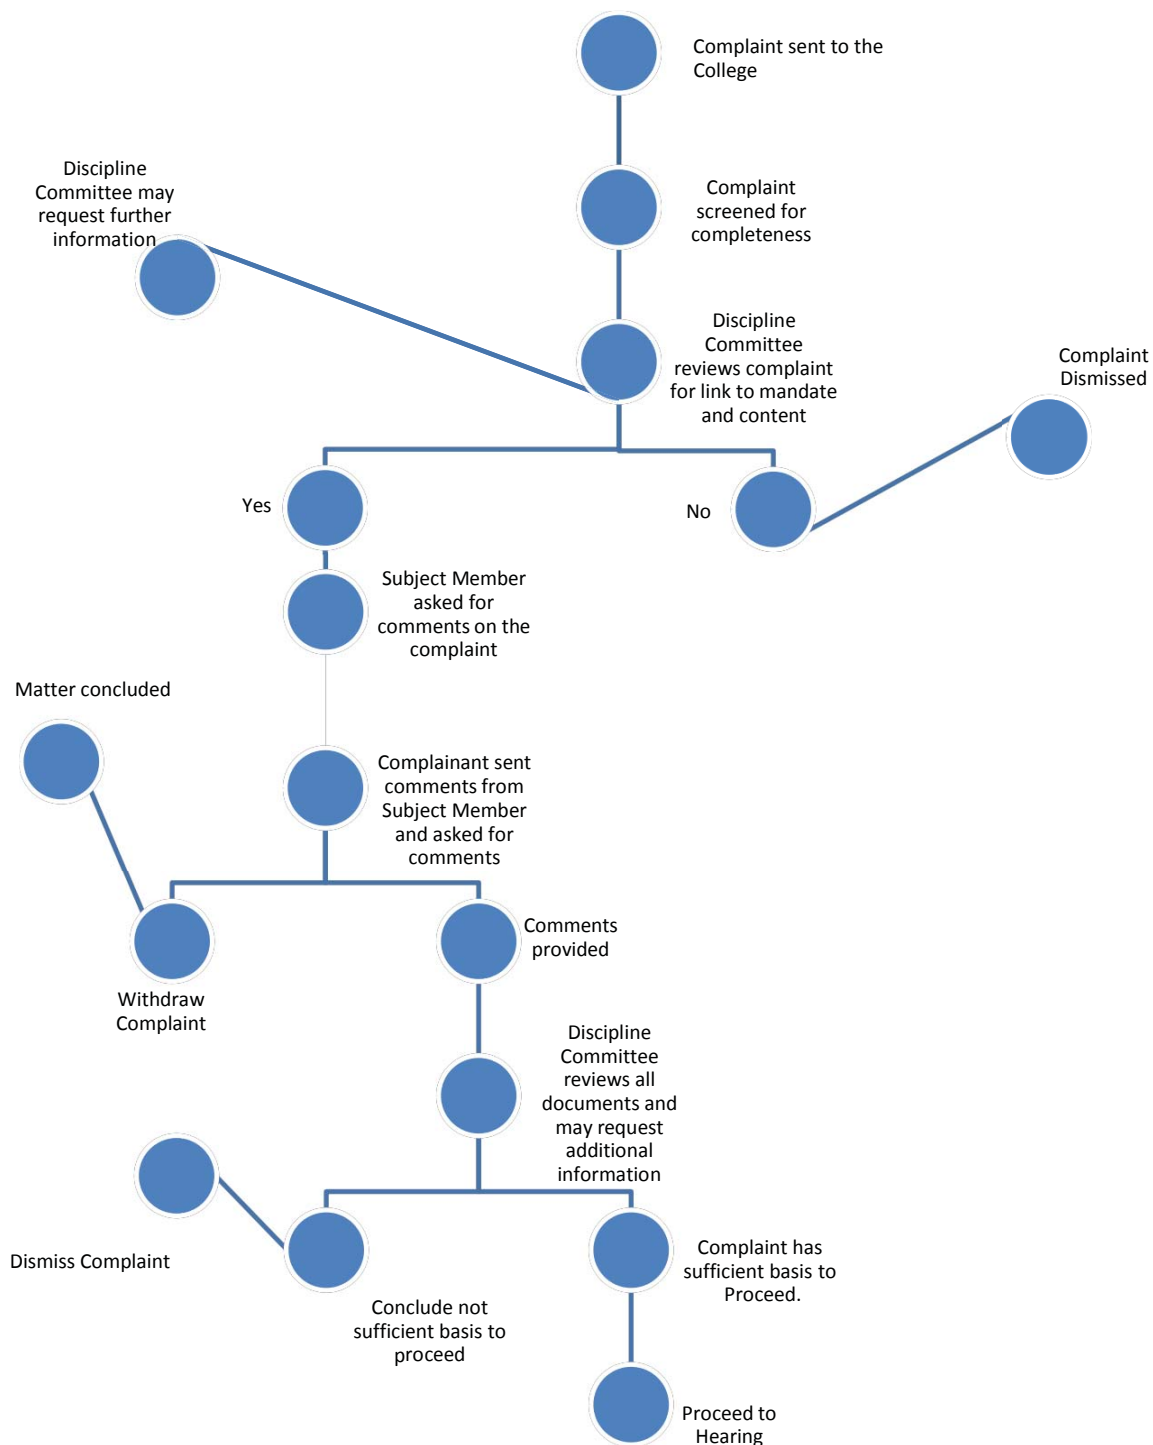 Complaint sent to the
College
Discipline
Committee may
request further
information
Complaint
screened for
completeness
Discipline
Committee
reviews complaint
for link to mandate
and content
Complaint
Dismissed
Yes
No
Subject Member
asked for
comments on the
complaint
Matter concluded
Complainant sent
comments from
Subject Member
and asked for
comments
Comments
provided
Withdraw
Complaint
Discipline
Committee
reviews all
documents and
may request
additional
information
Dismiss Complaint
Complaint has
sufficient basis to
Proceed.
Conclude not
sufficient basis to
proceed
Proceed to
Hearing